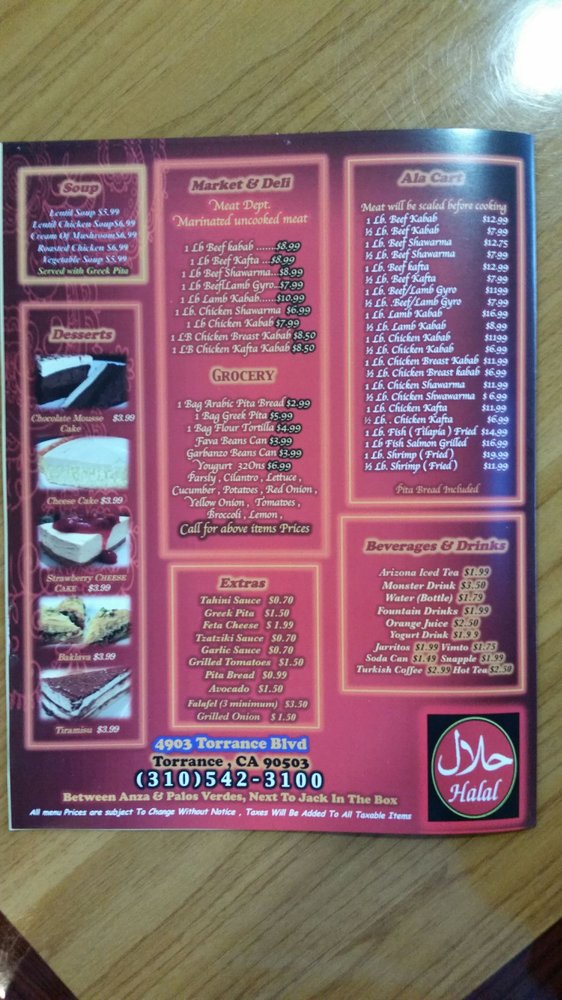 Soup
Lentil Soup $5.99
Lentil Chicken Soup$6.99
Cream Of Mushroom$6.99
Roasted Chicken $6.99
Vegetable Soup $5.99
Served with Greek Pita
Desserts
Chocolate Mousse $3.99
Cake
Cheese Cake $3.99
Strawberry CHEESE
CAKE $3.99
Baklava $3.99
Tiramisu $3.99
Market & Deli
Meat Dept.
Marinated uncooked meat
1 Lb Beef kabab .......$8.99
1 Lb Beef Kafta ...$8.99
1 Lb Beef Shawarma...$8.99
1 Lb Beef|Lamb Gyro..$7.99
1 Lb Lamb Kabab.....$10.99
1 Lb. Chicken Shawarma $6.99
1 Lb Chicken Kabab $7.99
1 LB Chicken Breast Kabab $8.50
1 LB Chicken Kafta Kabab $8.50
GROCERY
1 Bag Arabic Pita Bread $2.99
1 Bag Greek Pita $5.99
1 Bag Flour Tortilla $4.99
Fava Beans Can $3.99
Garbanzo Beans Can $3.99
Yougurt 32Ons $6.99
Parsly , Cilantro , Lettuce ,
Cucumber , Potatoes , Red Onion ,
Yellow Onion , Tomatoes ,
Broccoli , Lemon ,
Call for above items Prices
Extras
Tahini Sauce $0.70
Greek Pita $1.50
Feta Cheese $ 1.99
Tzatziki Sauce $0.70
Garlic Sauce $0.70
Grilled Tomatoes $1.50
Pita Bread $0.99
Avocado $1.50
Falafel (3 minimum) $3.50
Grilled Onion $ 1.50
Ala Cart
Meat will be scaled before cooking
1 Lb. Beef Kabab $12.99
½ Lb. Beef Kabab $7.99
1 Lb. Beef Shawarma $12.75
½ Lb. Beef Shawarma $7.99
1 Lb. Beef kafta $12.99
½ Lb. Beef kafta $7.99
1 Lb. Beef/Lamb Gyro $1199
½ Lb. /Beef/Lamb Gyro $7.99
1 Lb. Lamb Kabab $16.99
½ Lb. Lamb Kabab $8.99
1 Lb. Chicken Kabab $1199
½ Lb. Chicken Kabab $6.99
1 Lb. Chicken Breast Kabab $11.99
½ Lb. Chicken Breast kabab $6.99
1 Lb. Chicken Shawarma $11.99
½ Lb. Chicken Shwawarma $ 6.99
1 Lb. Chicken Kafta $11.99
½ Lb. . Chicken Kafta $6.99
1 Lb. Fish ( Tilapia ) Fried $14.99
1 Lb Fish Salmon Grilled $16.99
1 Lb. Shrimp ( Fried ) $19.99
½ Lb. Shrimp ( Fried ) $11.99
Pita Bread Included
Beverages & Drinks
Arizona Iced Tea $1.99
Monster Drink $3.50
Water (Bottle) $1.79
Fountain Drinks $1.99
Orange Juice $2.50
Yogurt Drink $1.9 9
Jarritos $1.99 Vimto $1.75
Soda Can $1.49 Snapple $1.99
Turkish Coffee $2.99 Hot Tea$2.50
4903 Torrance Blvd
Torrance , CA 90503
(310)542-3100
Between Anza & Palos Verdes, Next To Jack In The Box
All menu Prices are subject To Change Without Notice , Taxes Will Be Added To All Taxable Items
حلال
Halal